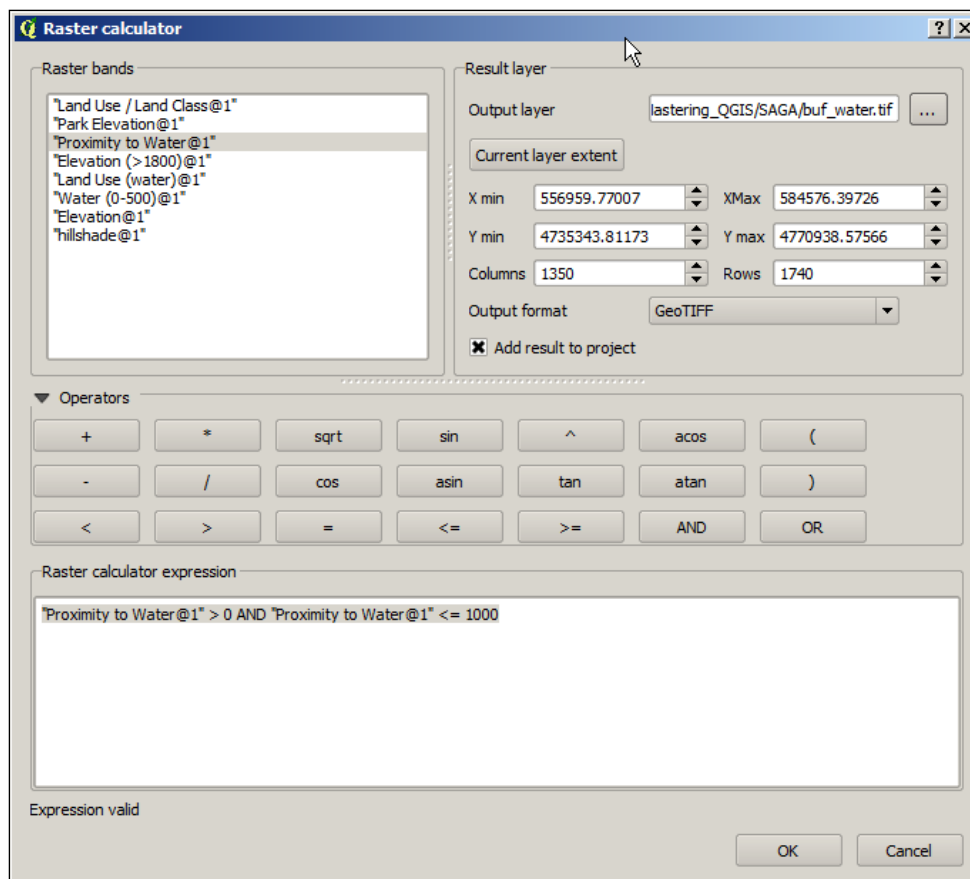 Raster calculator
Raster bands
"Land Use / Land Class@1"
"Park Elevation@1"
"Proximity to Water@1"
"Elevation (>1800)@1"
"Land Use (water)@1"
"Water (0-500)@1"
"Elevation@1"
"hillshade@1"
Result layer
Output layer lastering_QGIS/SAGA/buf_water.tif ...
Current layer extent
X min 556959.77007 XMax 584576.39726
Y min 4735343.81173 Y max 4770938.57566
Columns 1350 Rows 1740
Output format GeoTIFF
Add result to project
Operators
+ * sqrt sin ^ acos (
- / cos asin tan atan )
< > = <= >= AND OR
Raster calculator expression
"Proximity to Water@1" > 0 AND "Proximity to Water@1" <= 1000
Expression valid
OK Cancel